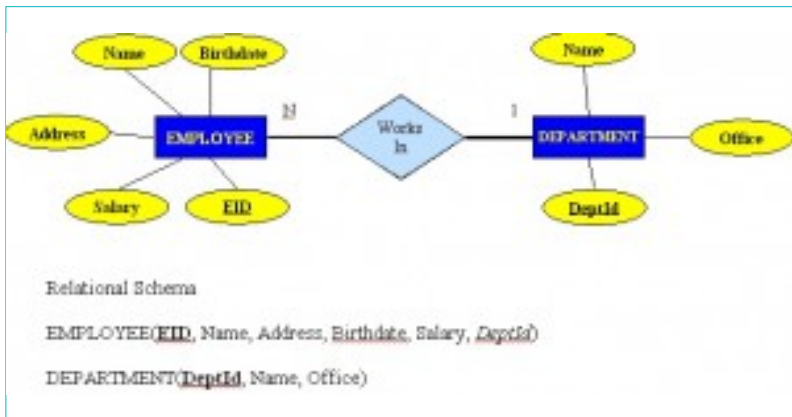 Name
Birthdate
Name
N
1
Address
EMPLOYEE
Works
In
DEPARTMENT
Office
Salary
EID
DeptId
Relational Schema
EMPLOYEE(EID, Name, Address, Birthdate, Salary, DeptId)
DEPARTMENT(DeptId, Name, Office)